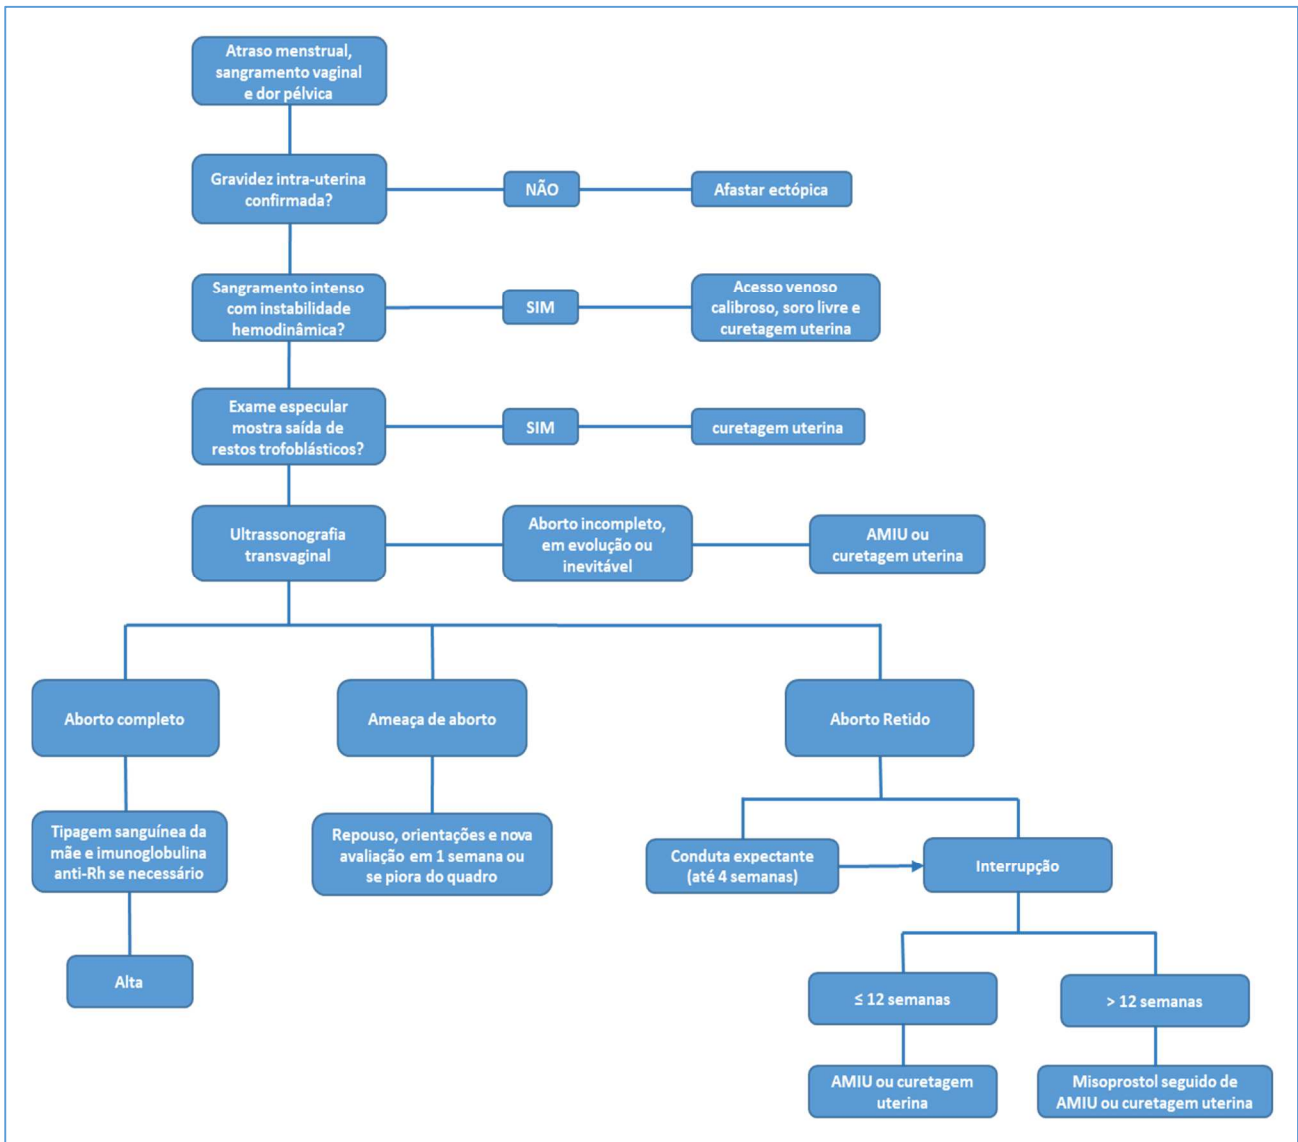 Atraso menstrual,
sangramento vaginal
e dor pélvica
Gravidez intra-uterina
confirmada?
NÃO
Afastar ectópica
Sangramento intenso
com instabilidade
hemodinâmica?
SIM
Acesso venoso
calibroso, soro livre e
curetagem uterina
Exame especular
mostra saída de
restos trofoblásticos?
SIM
curetagem uterina
Ultrassonografia
transvaginal
Aborto incompleto,
em evolução ou
inevitável
AMIU ou
curetagem uterina
Aborto completo
Ameaça de aborto
Aborto Retido
Tipagem sanguínea da
mãe e imunoglobulina
anti-Rh se necessário
Repouso, orientações e nova
avaliação em 1 semana ou
se piora do quadro
Conduta expectante
(até 4 semanas)
Interrupção
Alta
≤ 12 semanas
> 12 semanas
AMIU ou curetagem
uterina
Misoprostol seguido de
AMIU ou curetagem uterina